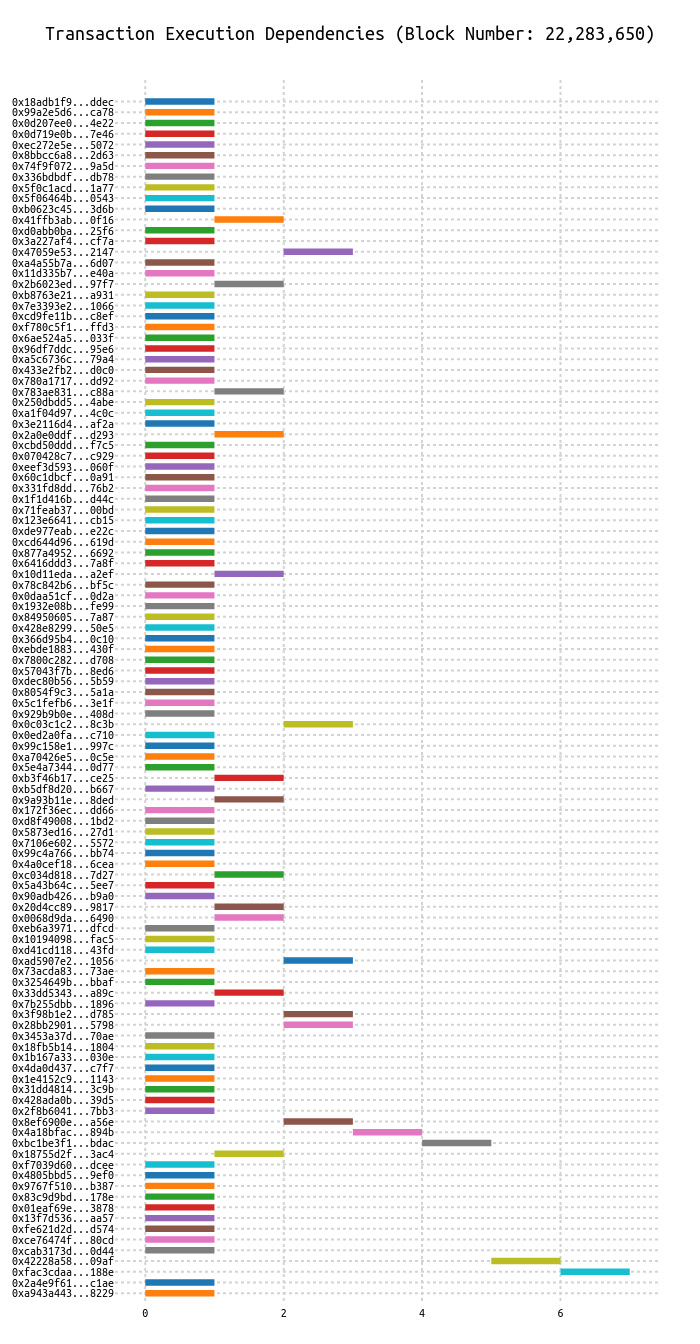 Transaction Execution Dependencies (Block Number: 22,283,650)
0x18adb1f9...ddec
0x99a2e5d6...ca78
0x0d207ee0...4e22
0x0d719e0b...7e46
0xec272e5e...5072
0x8bbcc6a8...2d63
0x74f9f072...9a5d
0x336bdbdf...db78
0x5f0c1acd...1a77
0x5f06464b...0543
0xb0623c45...3d6b
0x41ffb3ab...0f16
0xd0abb0ba...25f6
0x3a227af4...cf7a
0x47059e53...2147
0xa4a55b7a...6d07
0x11d335b7...e40a
0x2b6023ed...97f7
0xb8763e21...a931
0x7e3393e2...1066
0xcd9fe11b...c8ef
0xf780c5f1...ffd3
0x6ae524a5...033f
0x96df7ddc...95e6
0xa5c6736c...79a4
0x433e2fb2...d0c0
0x780a1717...dd92
0x783ae831...c88a
0x250dbdd5...4abe
0xa1f04d97...4c0c
0x3e2116d4...af2a
0x2a0e0ddf...d293
0xcbd50ddd...f7c5
0x070428c7...c929
0xeef3d593...060f
0x60c1dbcf...0a91
0x331fd8dd...76b2
0x1f1d416b...d44c
0x71feab37...00bd
0x123e6641...cb15
0xde977eab...e22c
0xcd644d96...619d
0x877a4952...6692
0x6416ddd3...7a8f
0x10d11eda...a2ef
0x78c842b6...bf5c
0x0daa51cf...0d2a
0x1932e08b...fe99
0x84950605...7a87
0x428e8299...50e5
0x366d95b4...0c10
0xebde1883...430f
0x7800c282...d708
0x57043f7b...8ed6
0xdec80b56...5b59
0x8054f9c3...5a1a
0x5c1fefb6...3e1f
0x929b9b0e...408d
0x0c03c1c2...8c3b
0x0ed2a0fa...c710
0x99c158e1...997c
0xa70426e5...0c5e
0x5e4a7344...0d77
0xb3f46b17...ce25
0xb5df8d20...b667
0x9a93b11e...8ded
0x172f36ec...dd66
0xd8f49008...1bd2
0x5873ed16...27d1
0x7106e602...5572
0x99c4a766...bb74
0x4a0cef18...6cea
0xc034d818...7d27
0x5a43b64c...5ee7
0x90adb426...b9a0
0x20d4cc89...9817
0x0068d9da...6490
0xeb6a3971...dfcd
0x10194098...fac5
0xd41cd118...43fd
0xad5907e2...1056
0x73acda83...73ae
0x3254649b...bbaf
0x33dd5343...a89c
0x7b255dbb...1896
0x3f98b1e2...d785
0x28bb2901...5798
0x3453a37d...70ae
0x18fb5b14...1804
0x1b167a33...030e
0x4da0d437...c7f7
0x1e4152c9...1143
0x31dd4814...3c9b
0x428ada0b...39d5
0x2f8b6041...7bb3
0x8ef6900e...a56e
0x4a18bfac...894b
0xbc1be3f1...bdac
0x18755d2f...3ac4
0xf7039d60...dcee
0x4805bbd5...9ef0
0x9767f510...b387
0x83c9d9bd...178e
0x01eaf69e...3878
0x13f7d536...aa57
0xfe621d2d...d574
0xce76474f...80cd
0xcab3173d...0d44
0x42228a58...09af
0xfac3cdaa...188e
0x2a4e9f61...c1ae
0xa943a443...8229
0 2 4 6